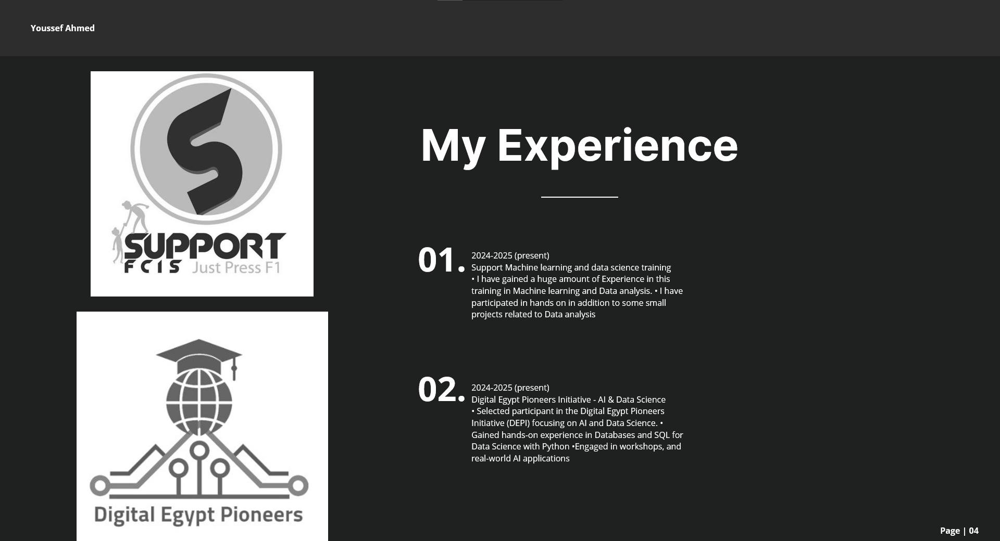 Youssef Ahmed
SUPPORT
FCIS Just Press F1
Digital Egypt Pioneers
My Experience
01.
2024-2025 (present)
Support Machine learning and data science training
• I have gained a huge amount of Experience in this
training in Machine learning and Data analysis. • I have
participated in hands on in addition to some small
projects related to Data analysis
02.
2024-2025 (present)
Digital Egypt Pioneers Initiative - AI & Data Science
• Selected participant in the Digital Egypt Pioneers
Initiative (DEPI) focusing on AI and Data Science. •
Gained hands-on experience in Databases and SQL for
Data Science with Python •Engaged in workshops, and
real-world AI applications
Page | 04